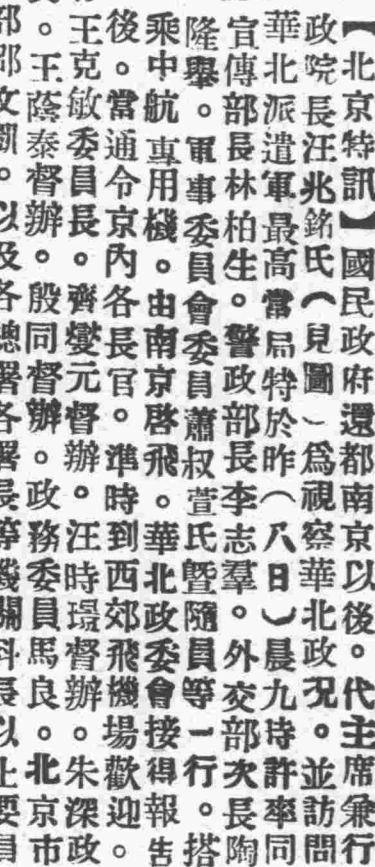 【北京特訊】國民政府還都南京以後。代主席兼行
政院長汪兆銘氏（見圖）爲視察華北政况。並訪問
華北派遣軍最高當局特於昨（八日）晨九時許率同
宣傳部長林柏生。警政部長李志羣。外交部次長陶
隆舉。軍事委員會委員蕭叔萱氏曁隨員等一行。搭
乘中航專用機。由南京啓飛。華北政委會接得報告
後。當通令京內各長官。準時到西郊飛機場歡迎。
王克敏委員長。齊燮元督辦。汪時璟督辦。朱深政
。王蔭泰督辦。殷同督辦。政務委員馬良。北京市
以及各總署各署長等機關科長以上要員